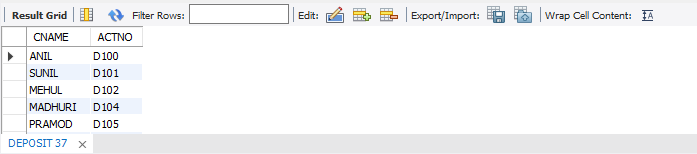 Result Grid Filter Rows: Edit: Export/Import: Wrap Cell Content:
CNAME ACTNO
ANIL D100
SUNIL D101
MEHUL D102
MADHURI D104
PRAMOD D105
DEPOSIT 37